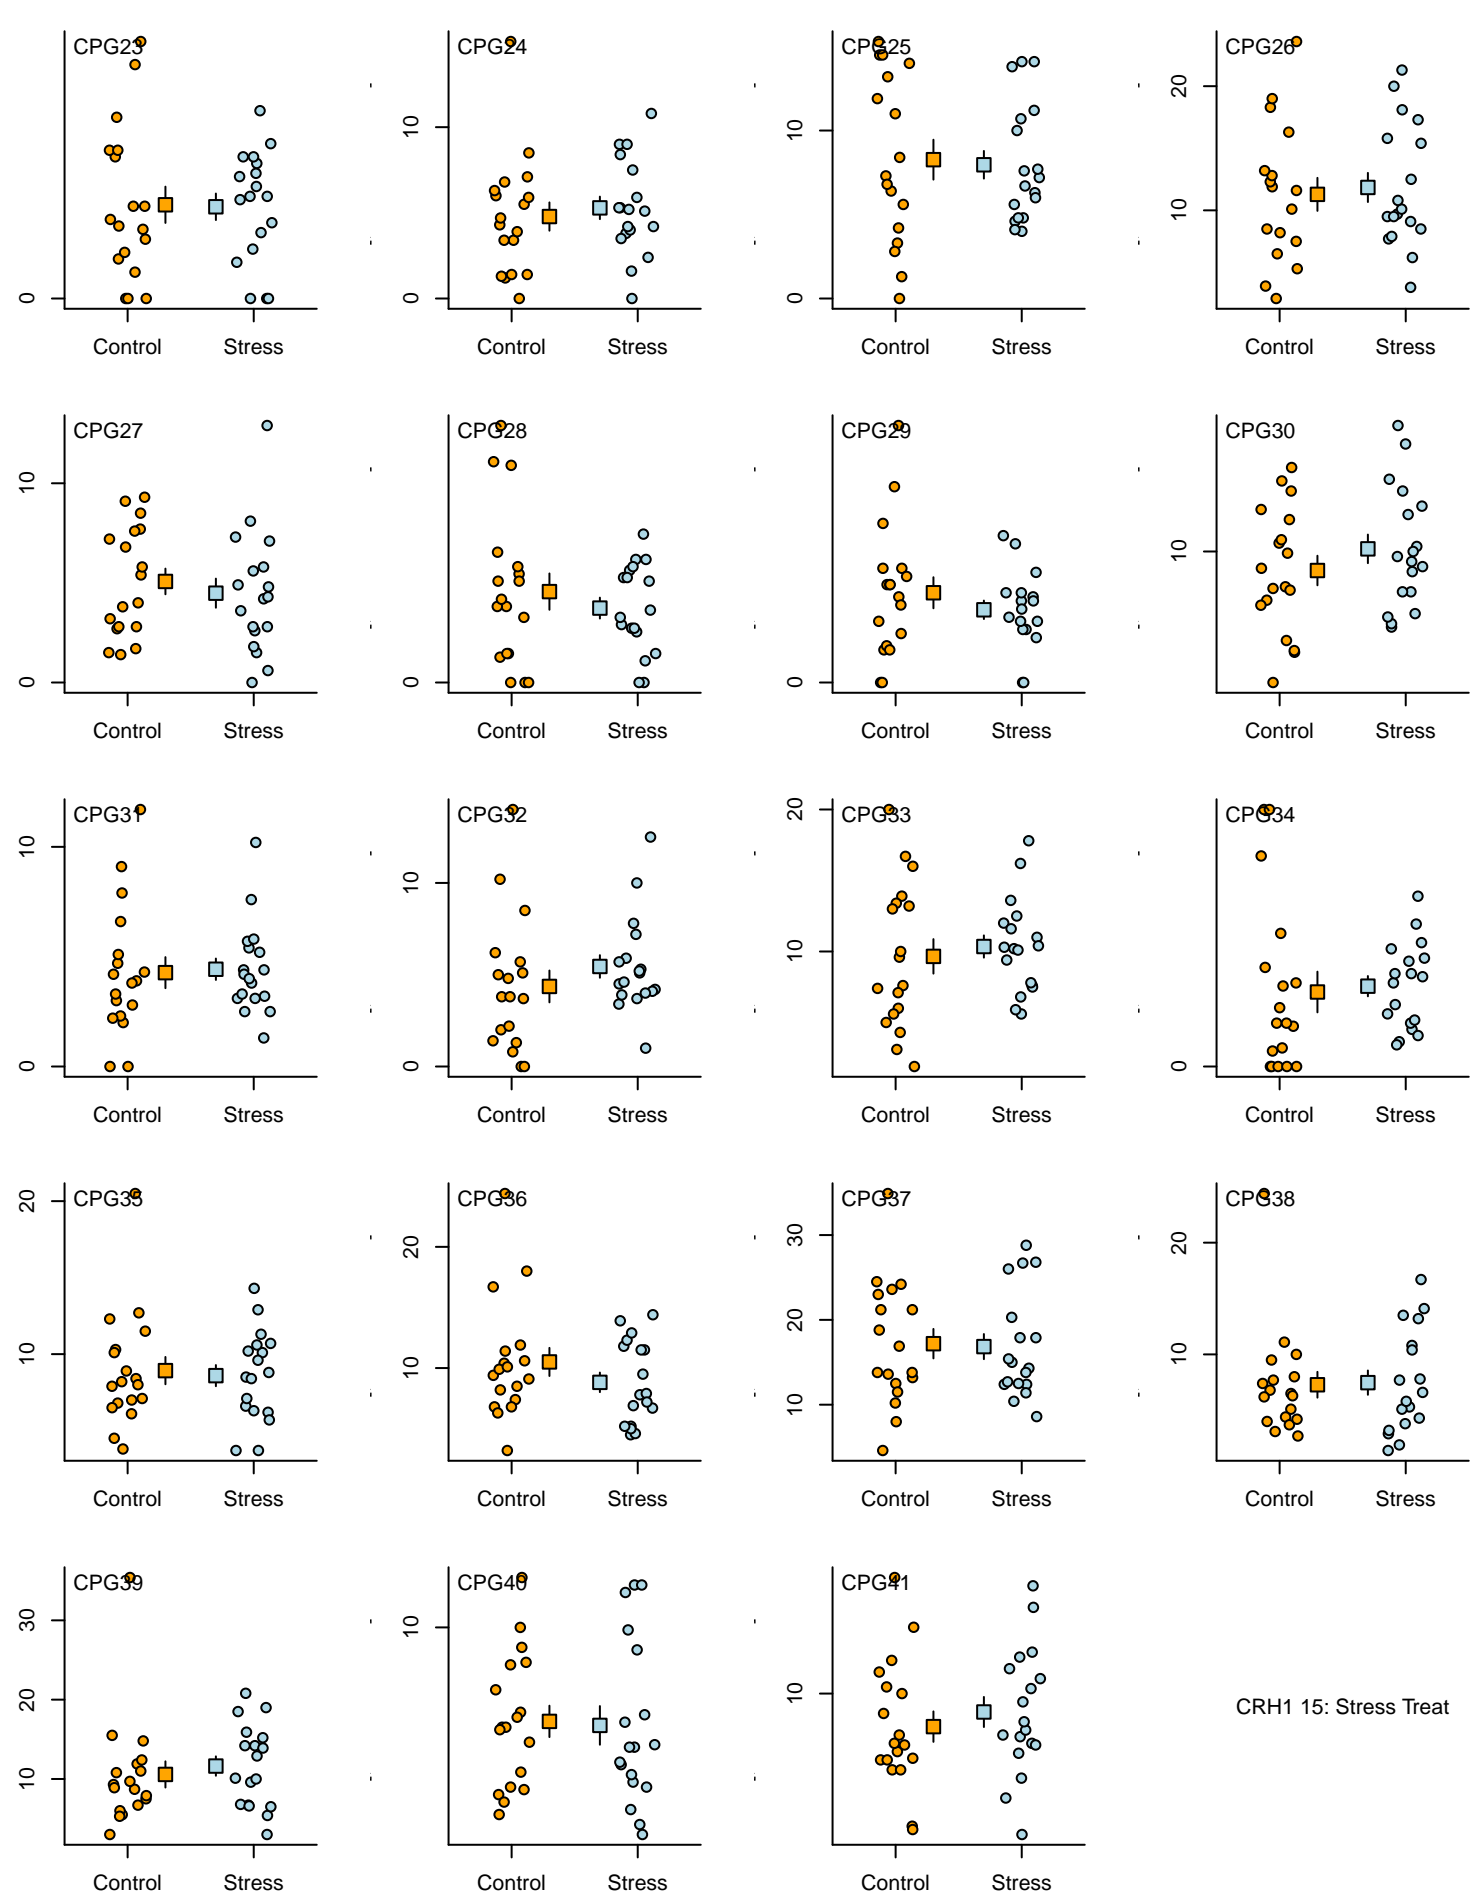 CPG23
0
Control Stress
CPG24
10
0
Control Stress
CPG25
10
0
Control Stress
CPG26
20
10
Control Stress
CPG27
10
0
Control Stress
CPG28
0
Control Stress
CPG29
0
Control Stress
CPG30
10
Control Stress
CPG31
10
0
Control Stress
CPG32
10
0
Control Stress
CPG33
20
10
Control Stress
CPG34
0
Control Stress
CPG35
20
10
Control Stress
CPG36
20
10
Control Stress
CPG37
30
20
10
Control Stress
CPG38
20
10
Control Stress
CPG39
30
20
10
Control Stress
CPG40
10
Control Stress
CPG41
10
Control Stress
CRH1 15: Stress Treat